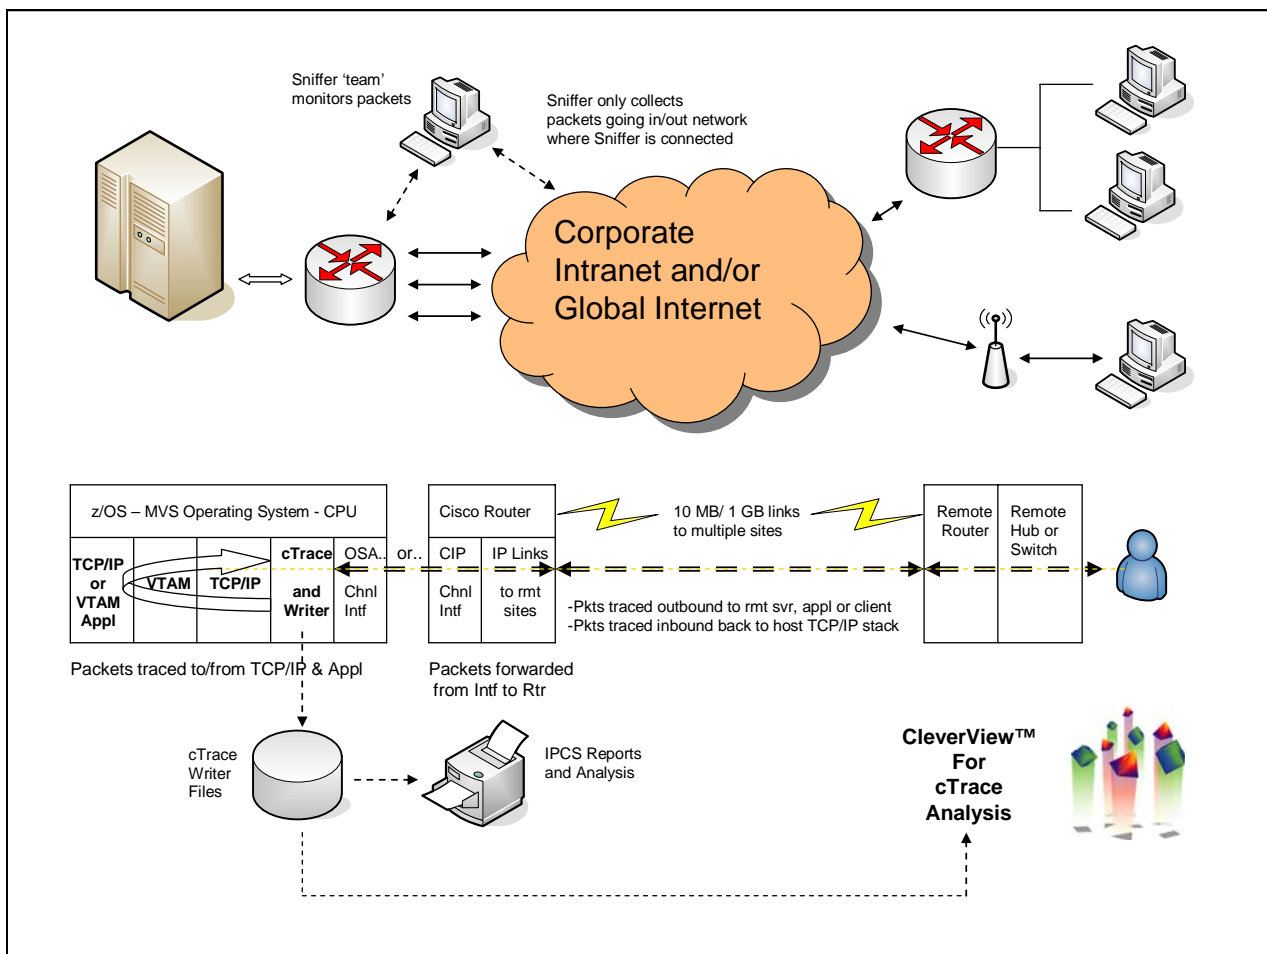 Sniffer ‘team’
monitors packets
Sniffer only collects
packets going in/out network
where Sniffer is connected
Corporate
Intranet and/or
Global Internet
z/OS – MVS Operating System - CPU
TCP/IP
or
VTAM
Appl
VTAM
TCP/IP
cTrace
and
Writer
OSA.. or..
Chnl
Intf
Cisco Router
CIP
Chnl
Intf
IP Links
to rmt
sites
10 MB/ 1 GB links
to multiple sites
-Pkts traced outbound to rmt svr, appl or client
-Pkts traced inbound back to host TCP/IP stack
Remote
Router
Remote
Hub or
Switch
Packets traced to/from TCP/IP & Appl
Packets forwarded
from Intf to Rtr
cTrace
Writer
Files
IPCS Reports
and Analysis
CleverView™
For
cTrace
Analysis